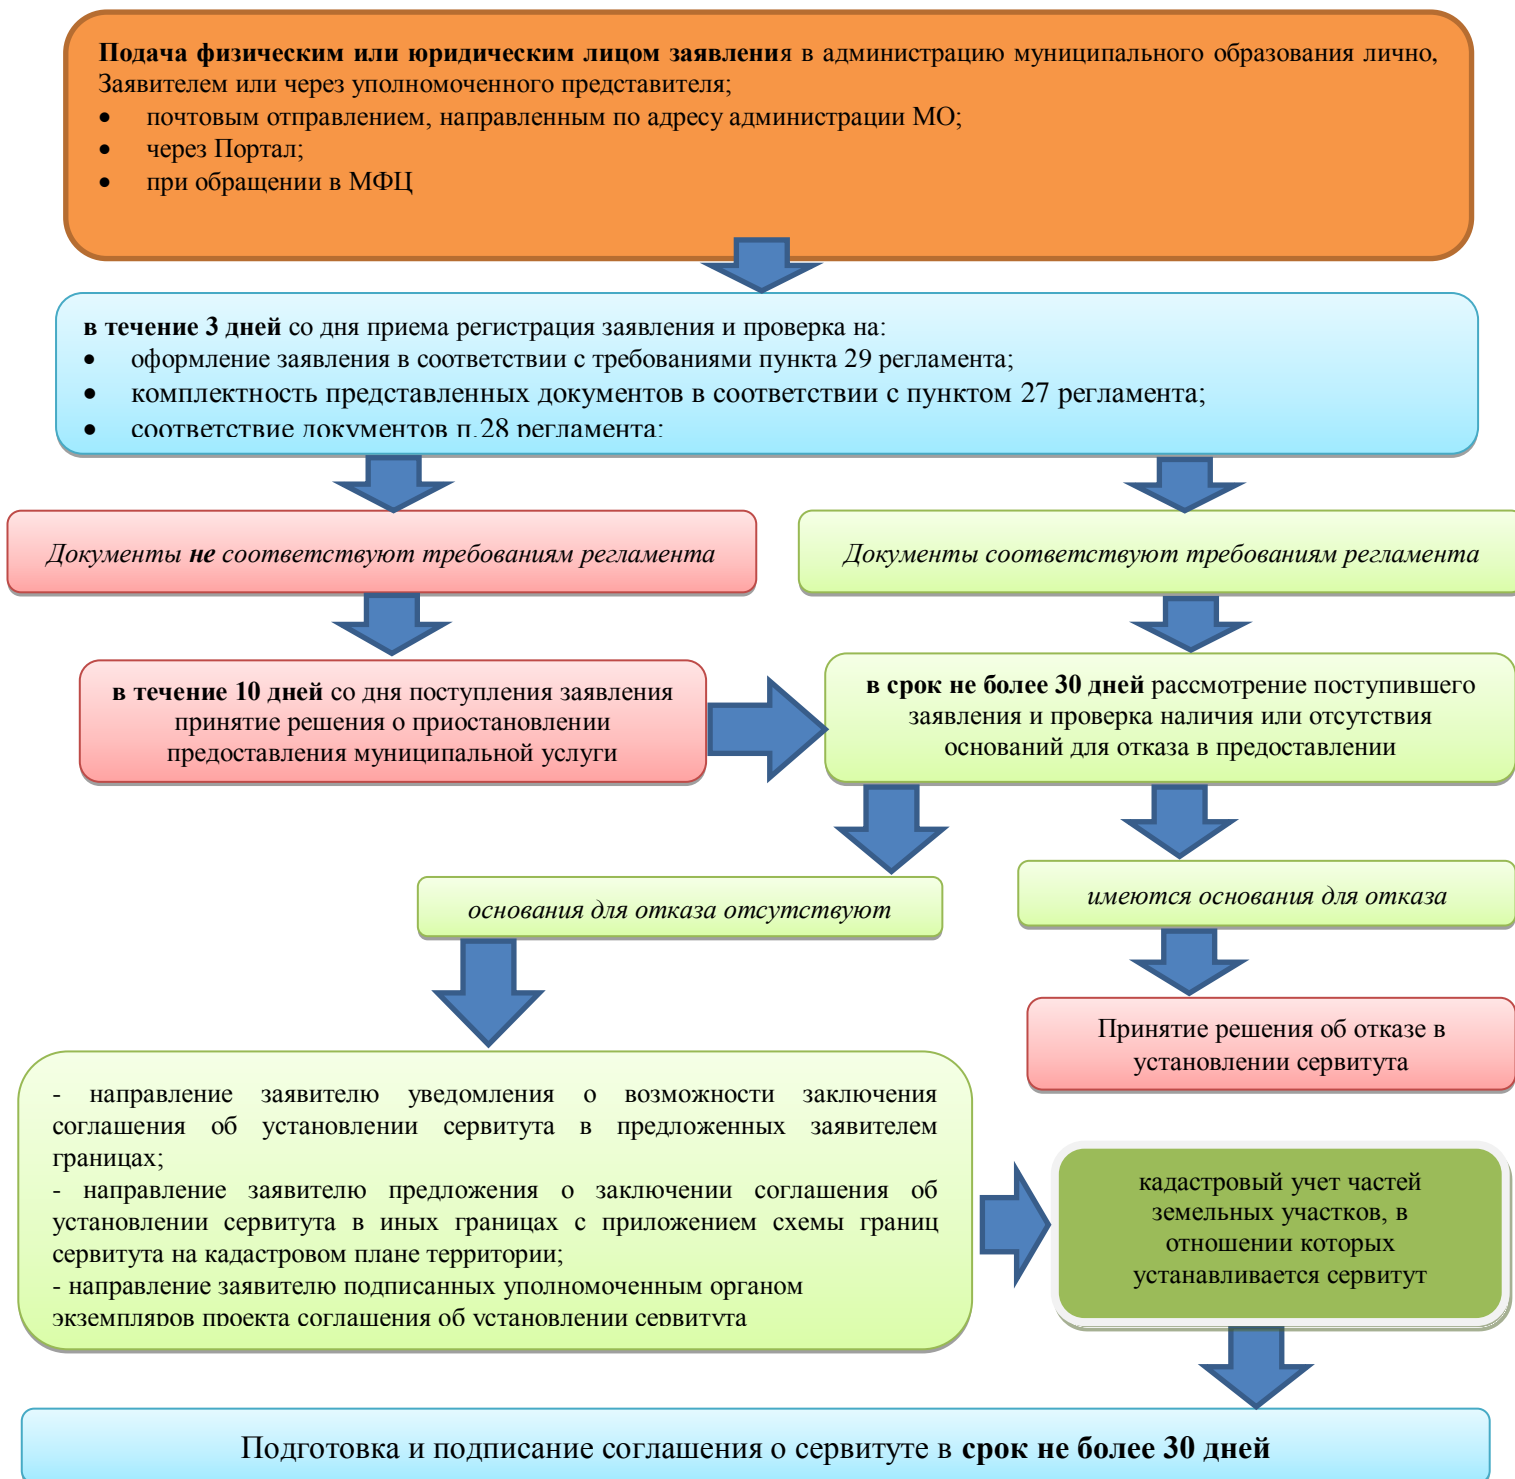 Подача физическим или юридическим лицом заявления в администрацию муниципального образования лично,
Заявителем или через уполномоченного представителя;
• почтовым отправлением, направленным по адресу администрации МО;
• через Портал;
• при обращении в МФЦ
в течение 3 дней со дня приема регистрация заявления и проверка на:
• оформление заявления в соответствии с требованиями пункта 29 регламента;
• комплектность представленных документов в соответствии с пунктом 27 регламента;
• соответствие документов п.28 регламента;
Документы не соответствуют требованиям регламента
Документы соответствуют требованиям регламента
в течение 10 дней со дня поступления заявления
принятие решения о приостановлении
предоставления муниципальной услуги
в срок не более 30 дней рассмотрение поступившего
заявления и проверка наличия или отсутствия
оснований для отказа в предоставлении
основания для отказа отсутствуют
имеются основания для отказа
Принятие решения об отказе в
установлении сервитута
- направление заявителю уведомления о возможности заключения
соглашения об установлении сервитута в предложенных заявителем
границах;
- направление заявителю предложения о заключении соглашения об
установлении сервитута в иных границах с приложением схемы границ
сервитута на кадастровом плане территории;
- направление заявителю подписанных уполномоченным органом
экземпляров проекта соглашения об установлении сервитута
кадастровый учет частей
земельных участков, в
отношении которых
устанавливается сервитут
Подготовка и подписание соглашения о сервитуте в срок не более 30 дней